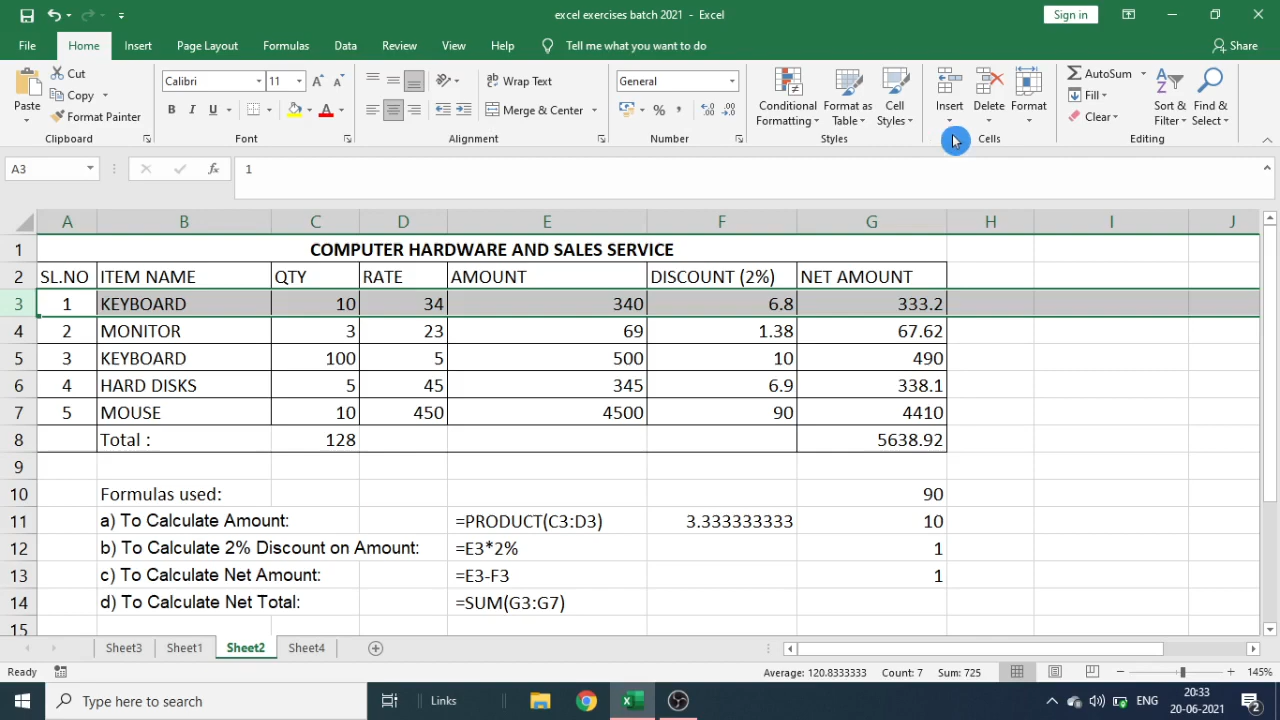 excel exercises batch 2021 - Excel
Sign in
File Home Insert Page Layout Formulas Data Review View Help Tell me what you want to do Share
Paste
Cut
Copy
Format Painter
Clipboard
Calibri 11
B I U
Font
Wrap Text
Merge & Center
Alignment
General
Number
Conditional Formatting
Format as Table
Cell Styles
Styles
Insert
Delete
Format
Cells
AutoSum
Fill
Clear
Sort & Filter
Find & Select
Editing
A3 fx 1
A B C D E F G H I J
1 COMPUTER HARDWARE AND SALES SERVICE
2 SL.NO ITEM NAME QTY RATE AMOUNT DISCOUNT (2%) NET AMOUNT
3 1 KEYBOARD 10 34 340 6.8 333.2
4 2 MONITOR 3 23 69 1.38 67.62
5 3 KEYBOARD 100 5 500 10 490
6 4 HARD DISKS 5 45 345 6.9 338.1
7 5 MOUSE 10 450 4500 90 4410
8 Total : 128 5638.92
9
10 Formulas used: 90
11 a) To Calculate Amount: =PRODUCT(C3:D3) 3.333333333 10
12 b) To Calculate 2% Discount on Amount: =E3*2% 1
13 c) To Calculate Net Amount: =E3-F3 1
14 d) To Calculate Net Total: =SUM(G3:G7)
15
Sheet3 Sheet1 Sheet2 Sheet4
Ready Average: 120.8333333 Count: 7 Sum: 725 145%
Type here to search Links ENG 20:33
20-06-2021 2